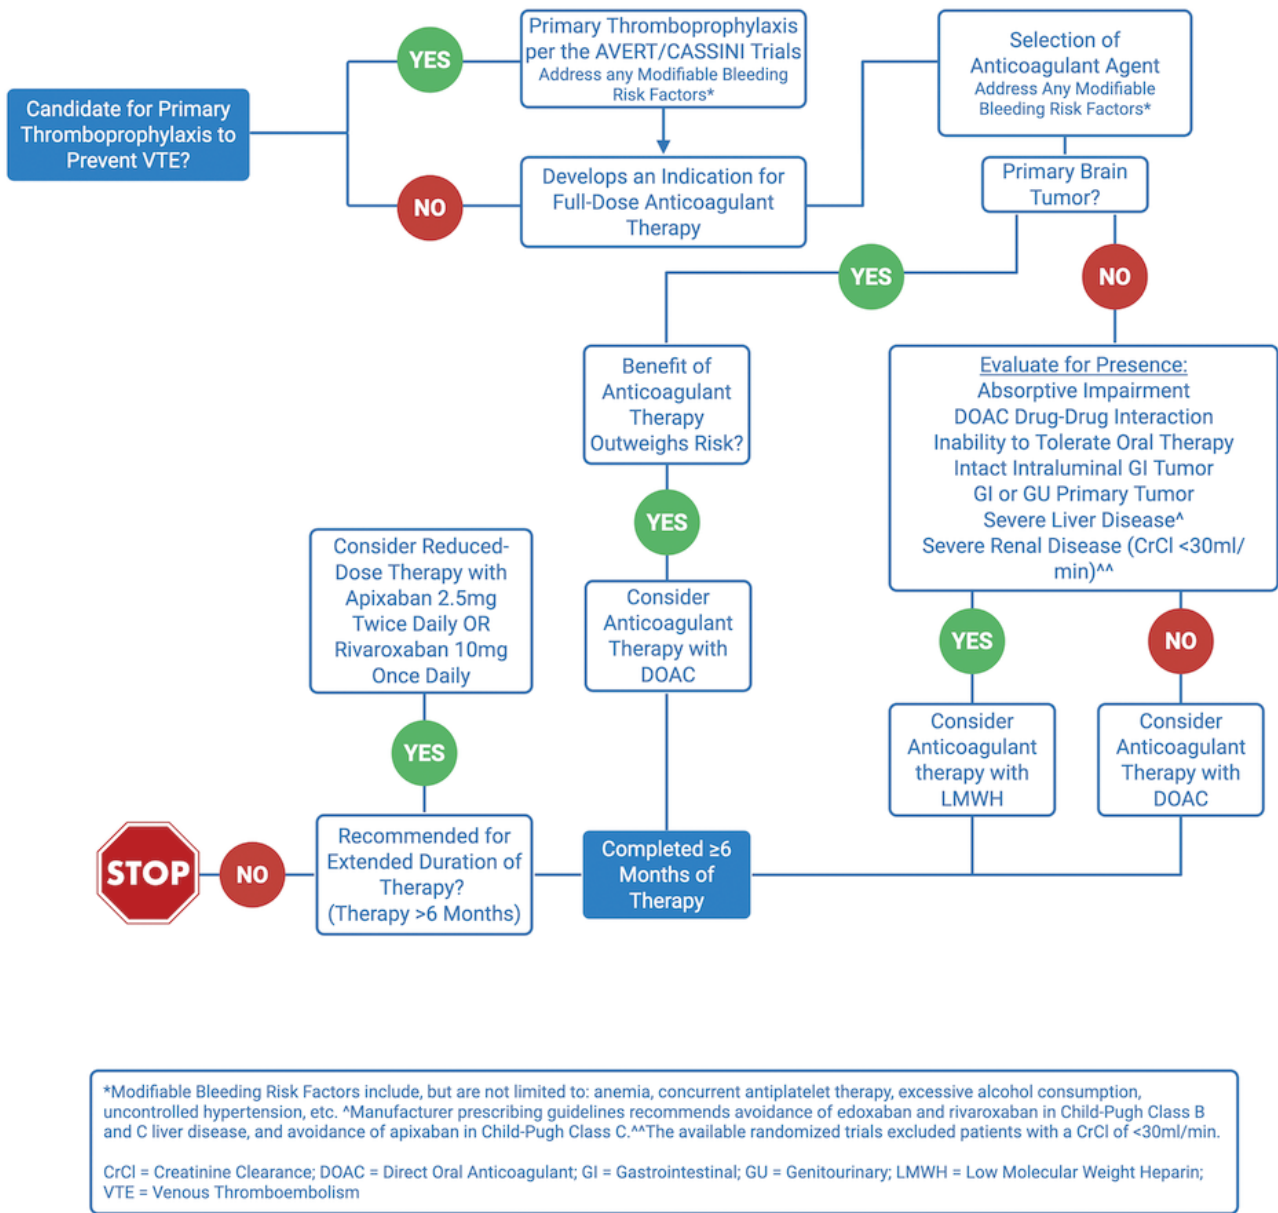 Candidate for Primary
Thromboprophylaxis to
Prevent VTE?
YES
Primary Thromboprophylaxis
per the AVERT/CASSINI Trials
Address any Modifiable Bleeding
Risk Factors*
NO
Develops an Indication for
Full-Dose Anticoagulant
Therapy
Selection of
Anticoagulant Agent
Address Any Modifiable
Bleeding Risk Factors*
Primary Brain
Tumor?
YES
NO
Benefit of
Anticoagulant
Therapy
Outweighs Risk?
YES
Consider
Anticoagulant
Therapy with
DOAC
Evaluate for Presence:
Absorptive Impairment
DOAC Drug-Drug Interaction
Inability to Tolerate Oral Therapy
Intact Intraluminal GI Tumor
GI or GU Primary Tumor
Severe Liver Disease^
Severe Renal Disease (CrCl <30ml/
min)^^
YES
NO
Consider
Anticoagulant
therapy with
LMWH
Consider
Anticoagulant
Therapy with
DOAC
Completed ≥6
Months of
Therapy
Recommended for
Extended Duration of
Therapy?
(Therapy >6 Months)
YES
Consider Reduced-
Dose Therapy with
Apixaban 2.5mg
Twice Daily OR
Rivaroxaban 10mg
Once Daily
NO
STOP
*Modifiable Bleeding Risk Factors include, but are not limited to: anemia, concurrent antiplatelet therapy, excessive alcohol consumption,
uncontrolled hypertension, etc. ^Manufacturer prescribing guidelines recommends avoidance of edoxaban and rivaroxaban in Child-Pugh Class B
and C liver disease, and avoidance of apixaban in Child-Pugh Class C.^^The available randomized trials excluded patients with a CrCl of <30ml/min.
CrCl = Creatinine Clearance; DOAC = Direct Oral Anticoagulant; GI = Gastrointestinal; GU = Genitourinary; LMWH = Low Molecular Weight Heparin;
VTE = Venous Thromboembolism